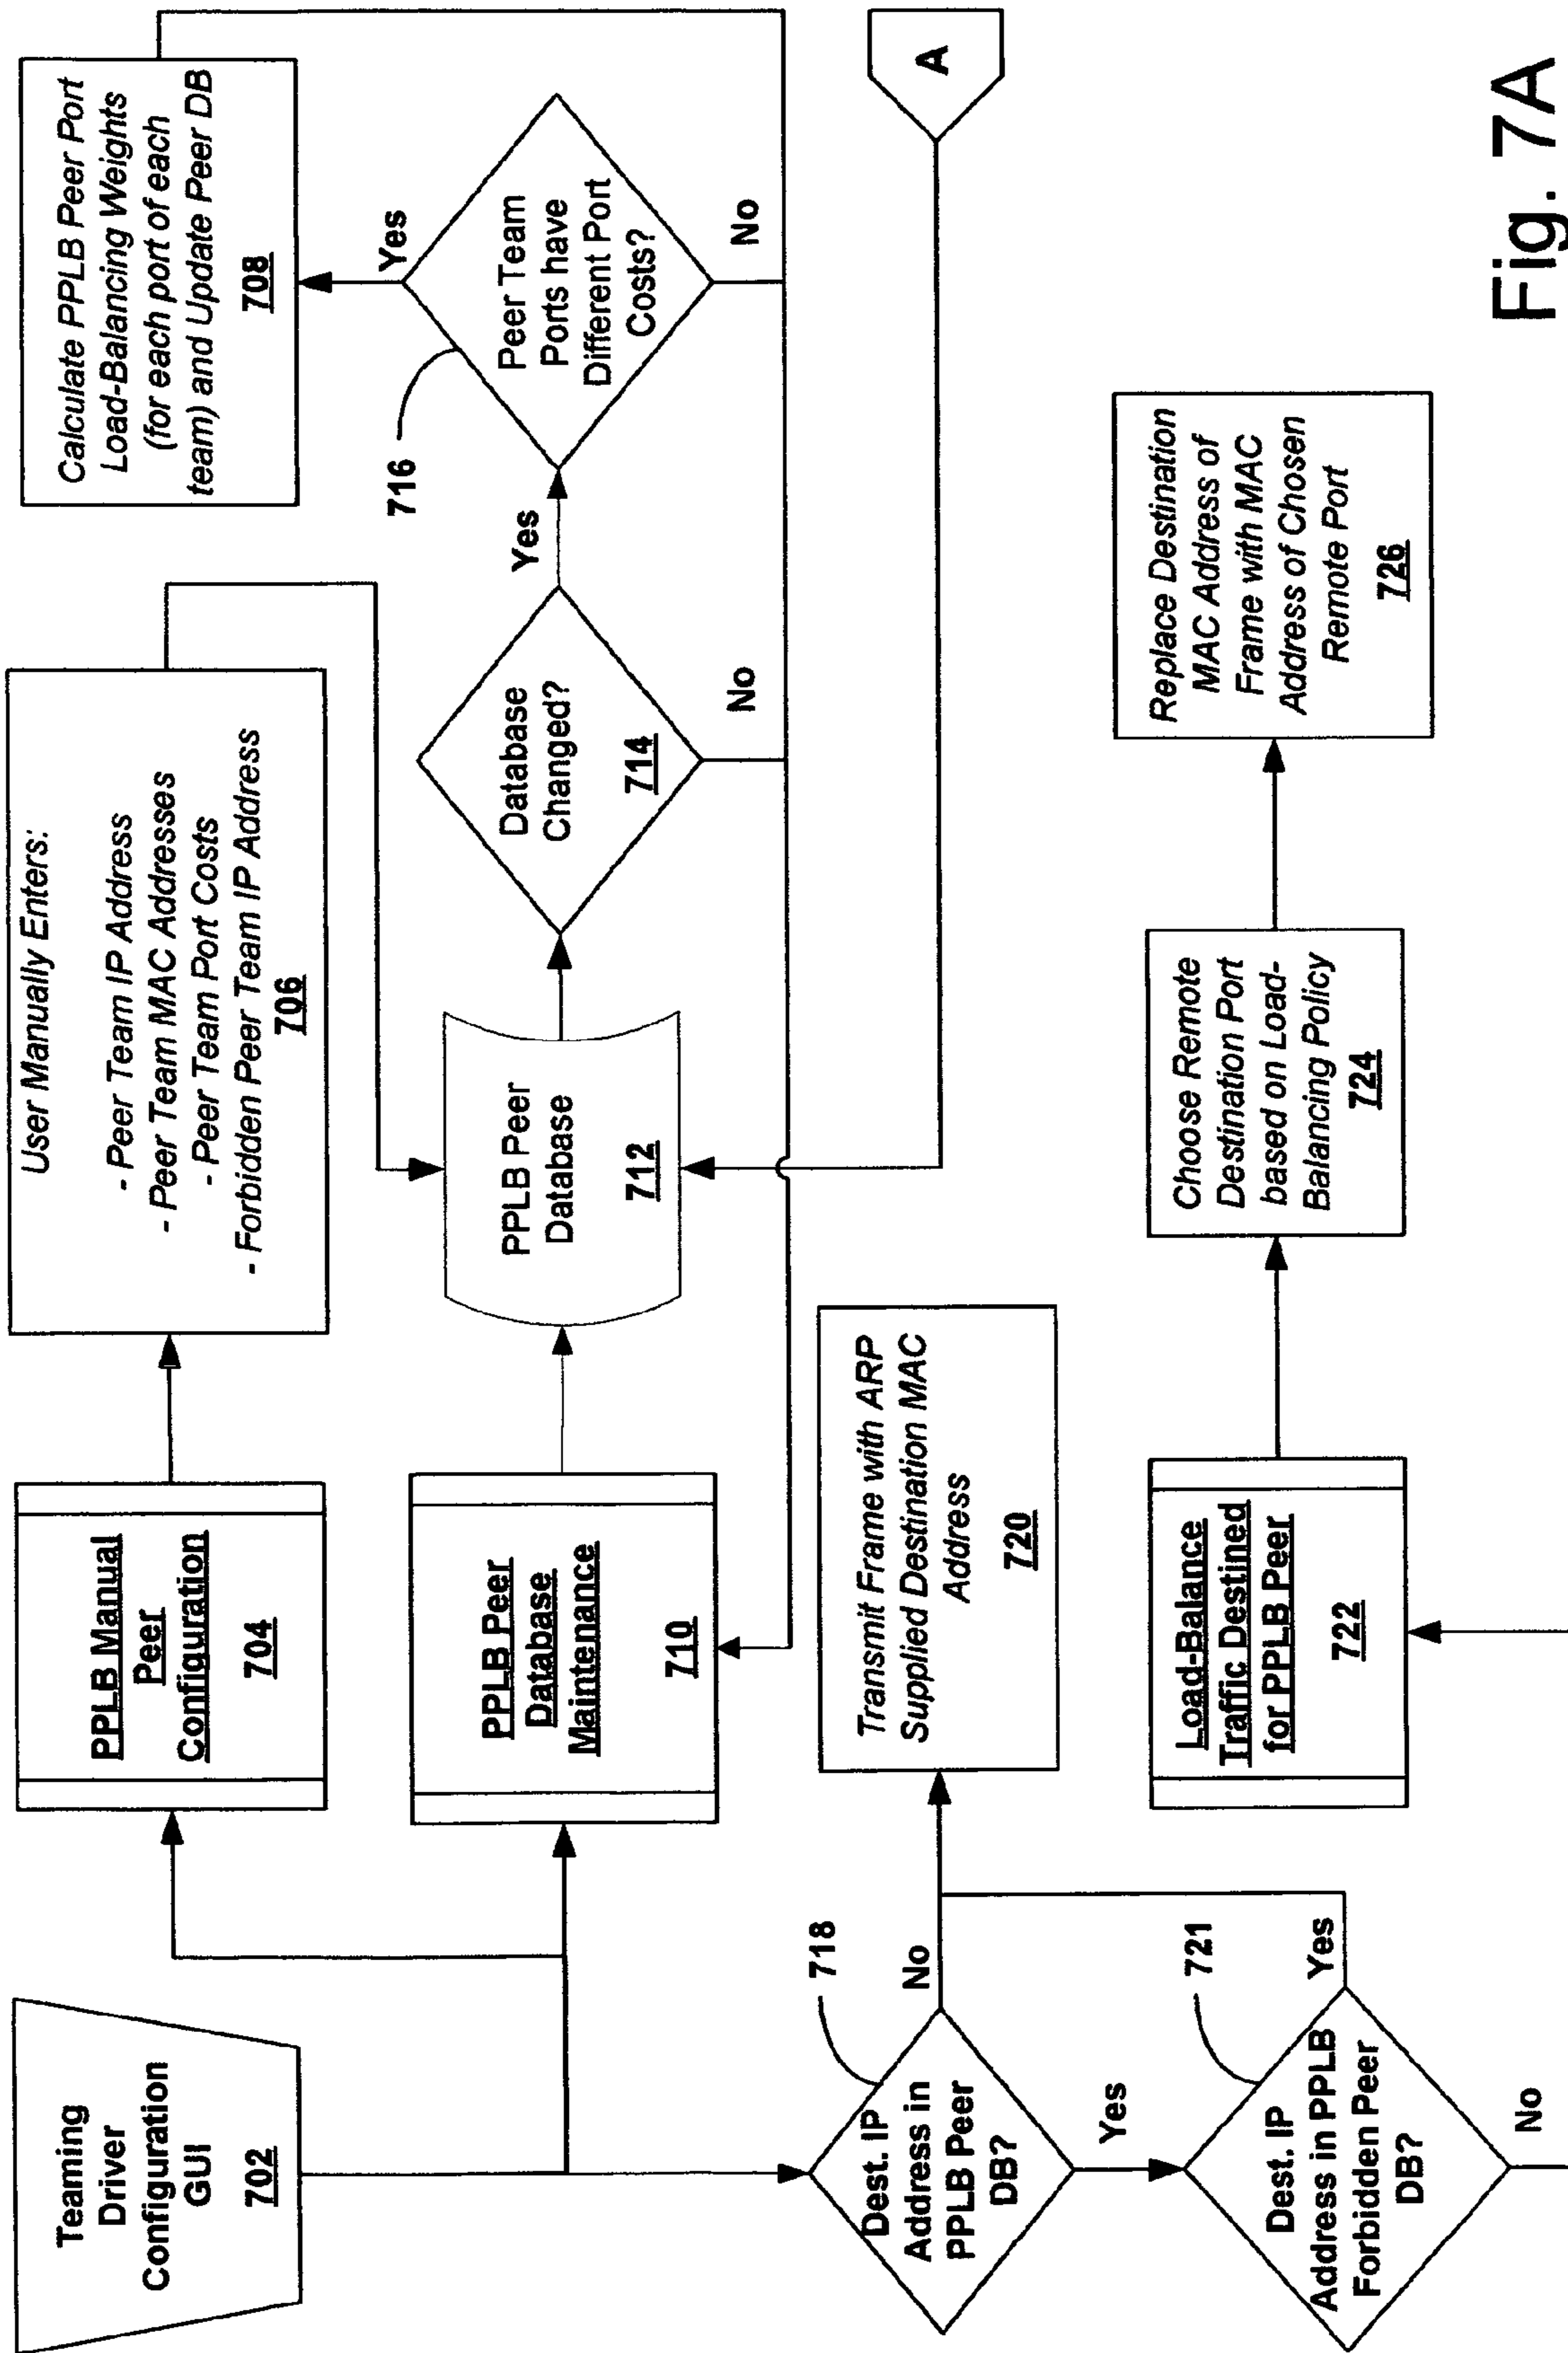 Teaming
Driver
Configuration
GUI
702
PPLB Manual
Peer
Configuration
704
User Manually Enters:
- Peer Team IP Address
- Peer Team MAC Addresses
- Peer Team Port Costs
- Forbidden Peer Team IP Address
706
Calculate PPLB Peer Port
Load-Balancing Weights
(for each port of each
team) and Update Peer DB
708
PPLB Peer
Database
Maintenance
710
PPLB Peer
Database
712
Database
Changed?
714
Yes
No
716
Peer Team
Ports have
Different Port
Costs?
Yes
No
A
718
Dest. IP
Address in
PPLB Peer
DB?
No
Yes
Transmit Frame with ARP
Supplied Destination MAC
Address
720
721
Dest. IP
Address in PPLB
Forbidden Peer
DB?
Yes
No
Load-Balance
Traffic Destined
for PPLB Peer
722
Choose Remote
Destination Port
based on Load-
Balancing Policy
724
Replace Destination
MAC Address of
Frame with MAC
Address of Chosen
Remote Port
726
Fig. 7A